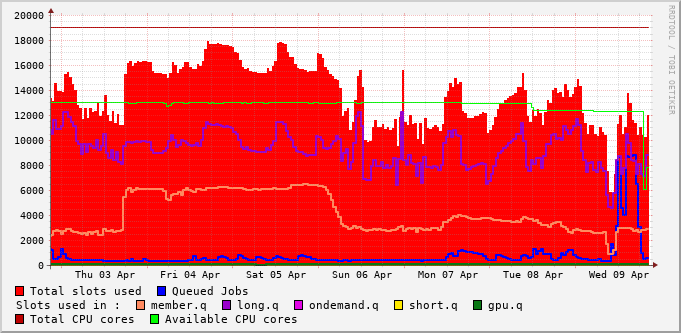 20000
18000
16000
14000
12000
10000
8000
6000
4000
2000
0
Thu 03 Apr Fri 04 Apr Sat 05 Apr Sun 06 Apr Mon 07 Apr Tue 08 Apr Wed 09 Apr
RRDTOOL / TOBI OETIKER
Total slots used Queued Jobs
Slots used in : member.q long.q ondemand.q short.q gpu.q
Total CPU cores Available CPU cores